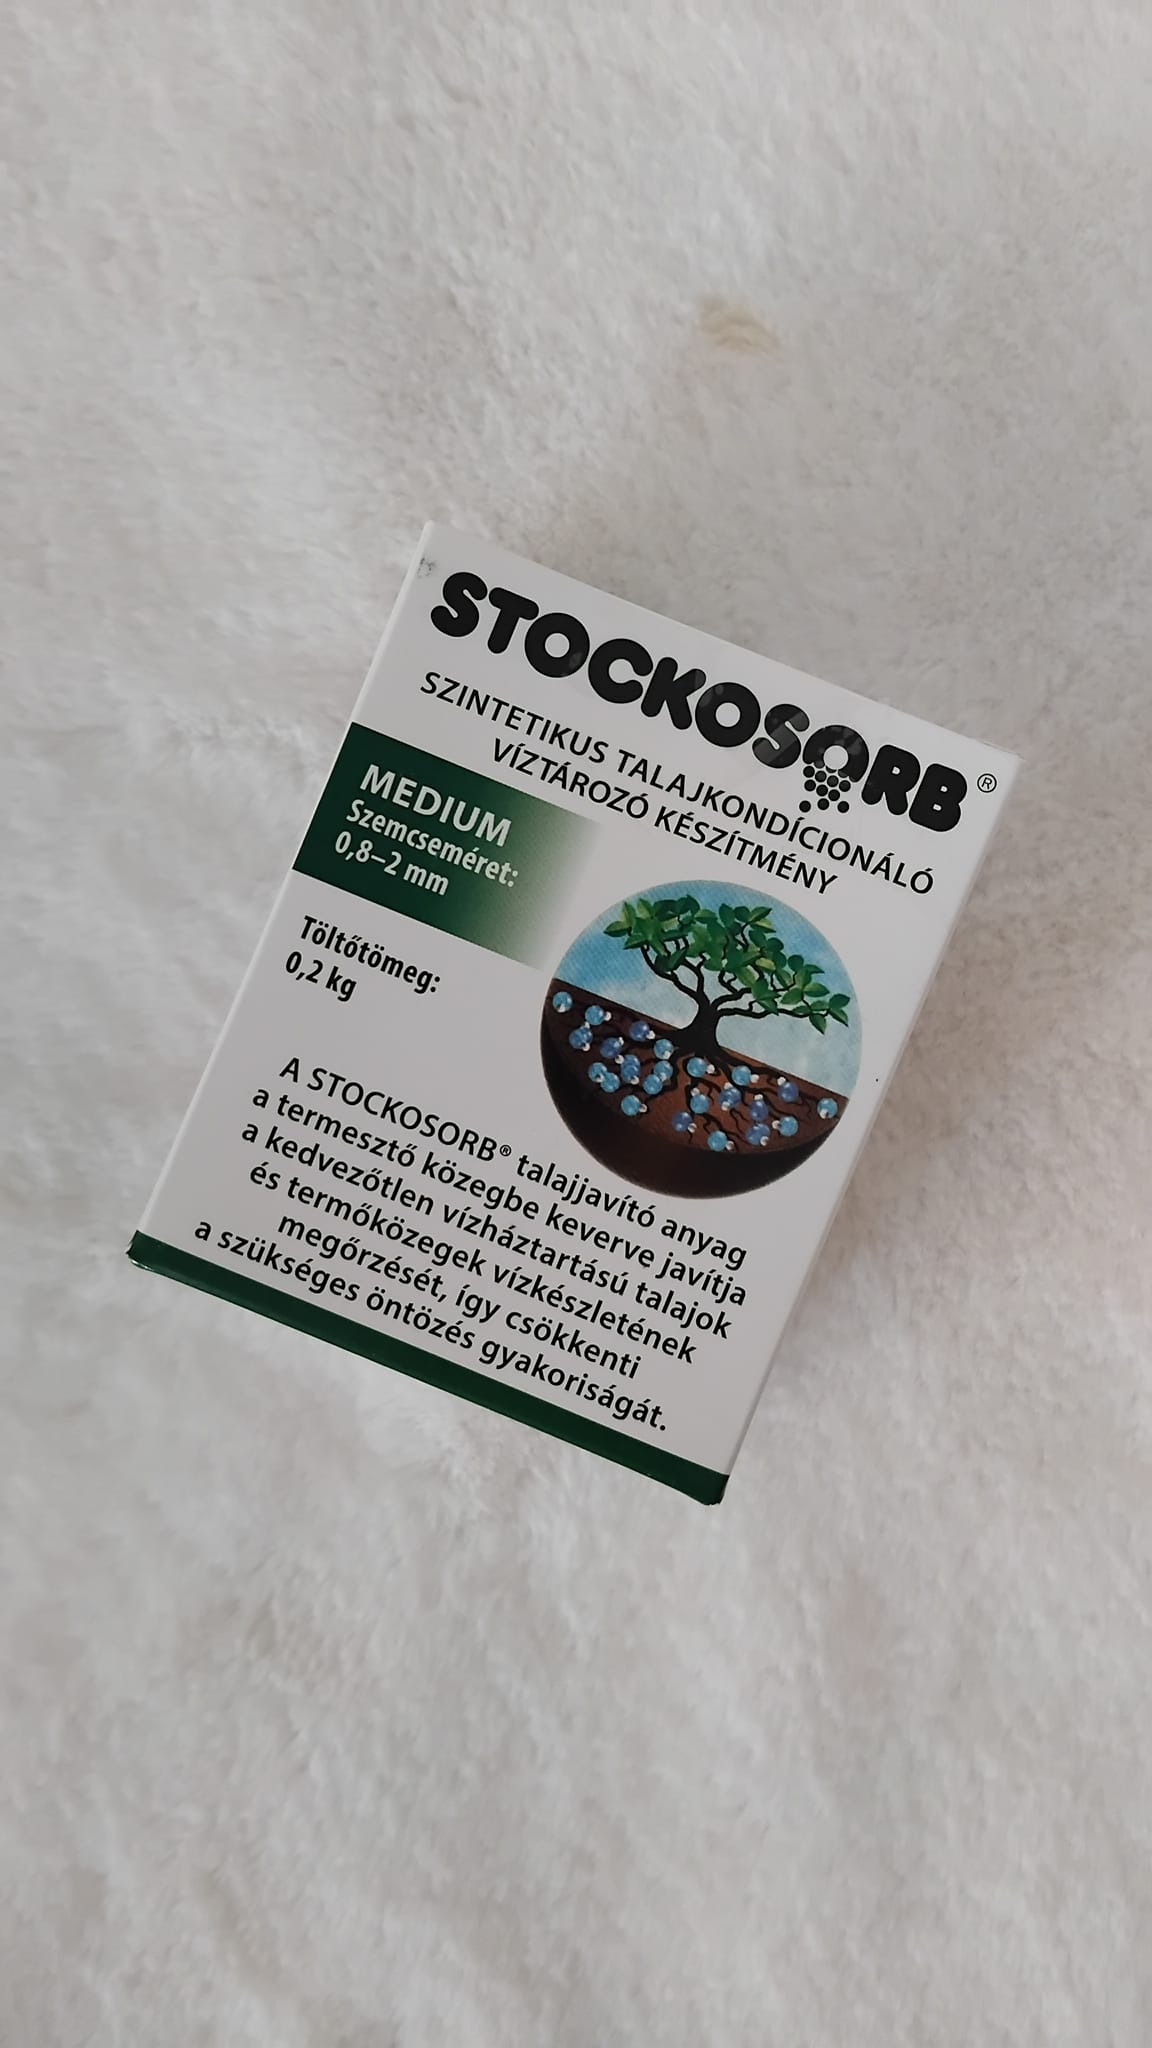 STOCKOSORB®
SZINTETIKUS TALAJKONDÍCIONÁLÓ
VÍZTÁROZÓ KÉSZÍTMÉNY
MEDIUM
Szemcseméret:
0,8–2 mm
Töltőtömeg:
0,2 kg
A STOCKOSORB® talajjavító anyag
a termesztő közegbe keverve javítja
a kedvezőtlen vízháztartású talajok
és termőközegek vízkészletének
megőrzését, így csökkenti
a szükséges öntözés gyakoriságát.